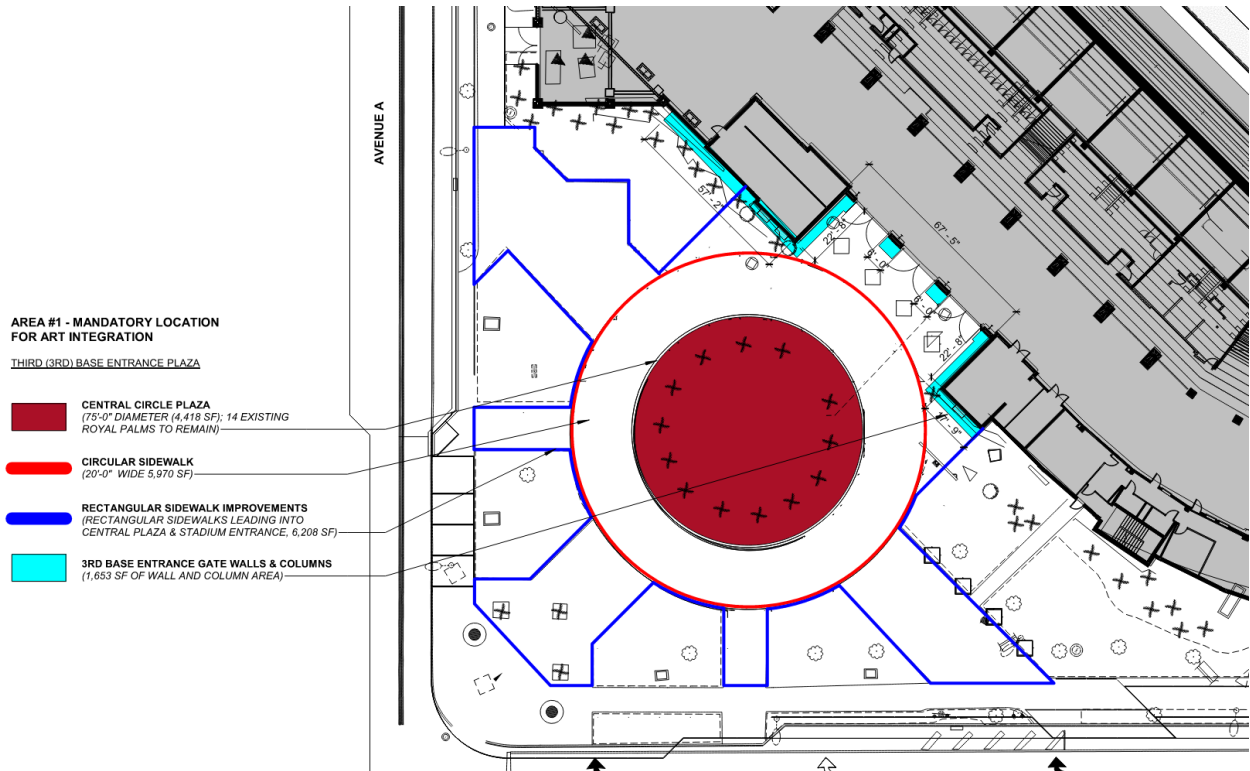 AVENUE A
57' - 2"
22' - 8"
67' - 5"
22' - 8"
AREA #1 - MANDATORY LOCATION
FOR ART INTEGRATION
THIRD (3RD) BASE ENTRANCE PLAZA
CENTRAL CIRCLE PLAZA
(75'-0" DIAMETER (4,418 SF); 14 EXISTING
ROYAL PALMS TO REMAIN)
CIRCULAR SIDEWALK
(20'-0" WIDE 5,970 SF)
RECTANGULAR SIDEWALK IMPROVEMENTS
(RECTANGULAR SIDEWALKS LEADING INTO
CENTRAL PLAZA & STADIUM ENTRANCE, 6,208 SF)
3RD BASE ENTRANCE GATE WALLS & COLUMNS
(1,653 SF OF WALL AND COLUMN AREA)